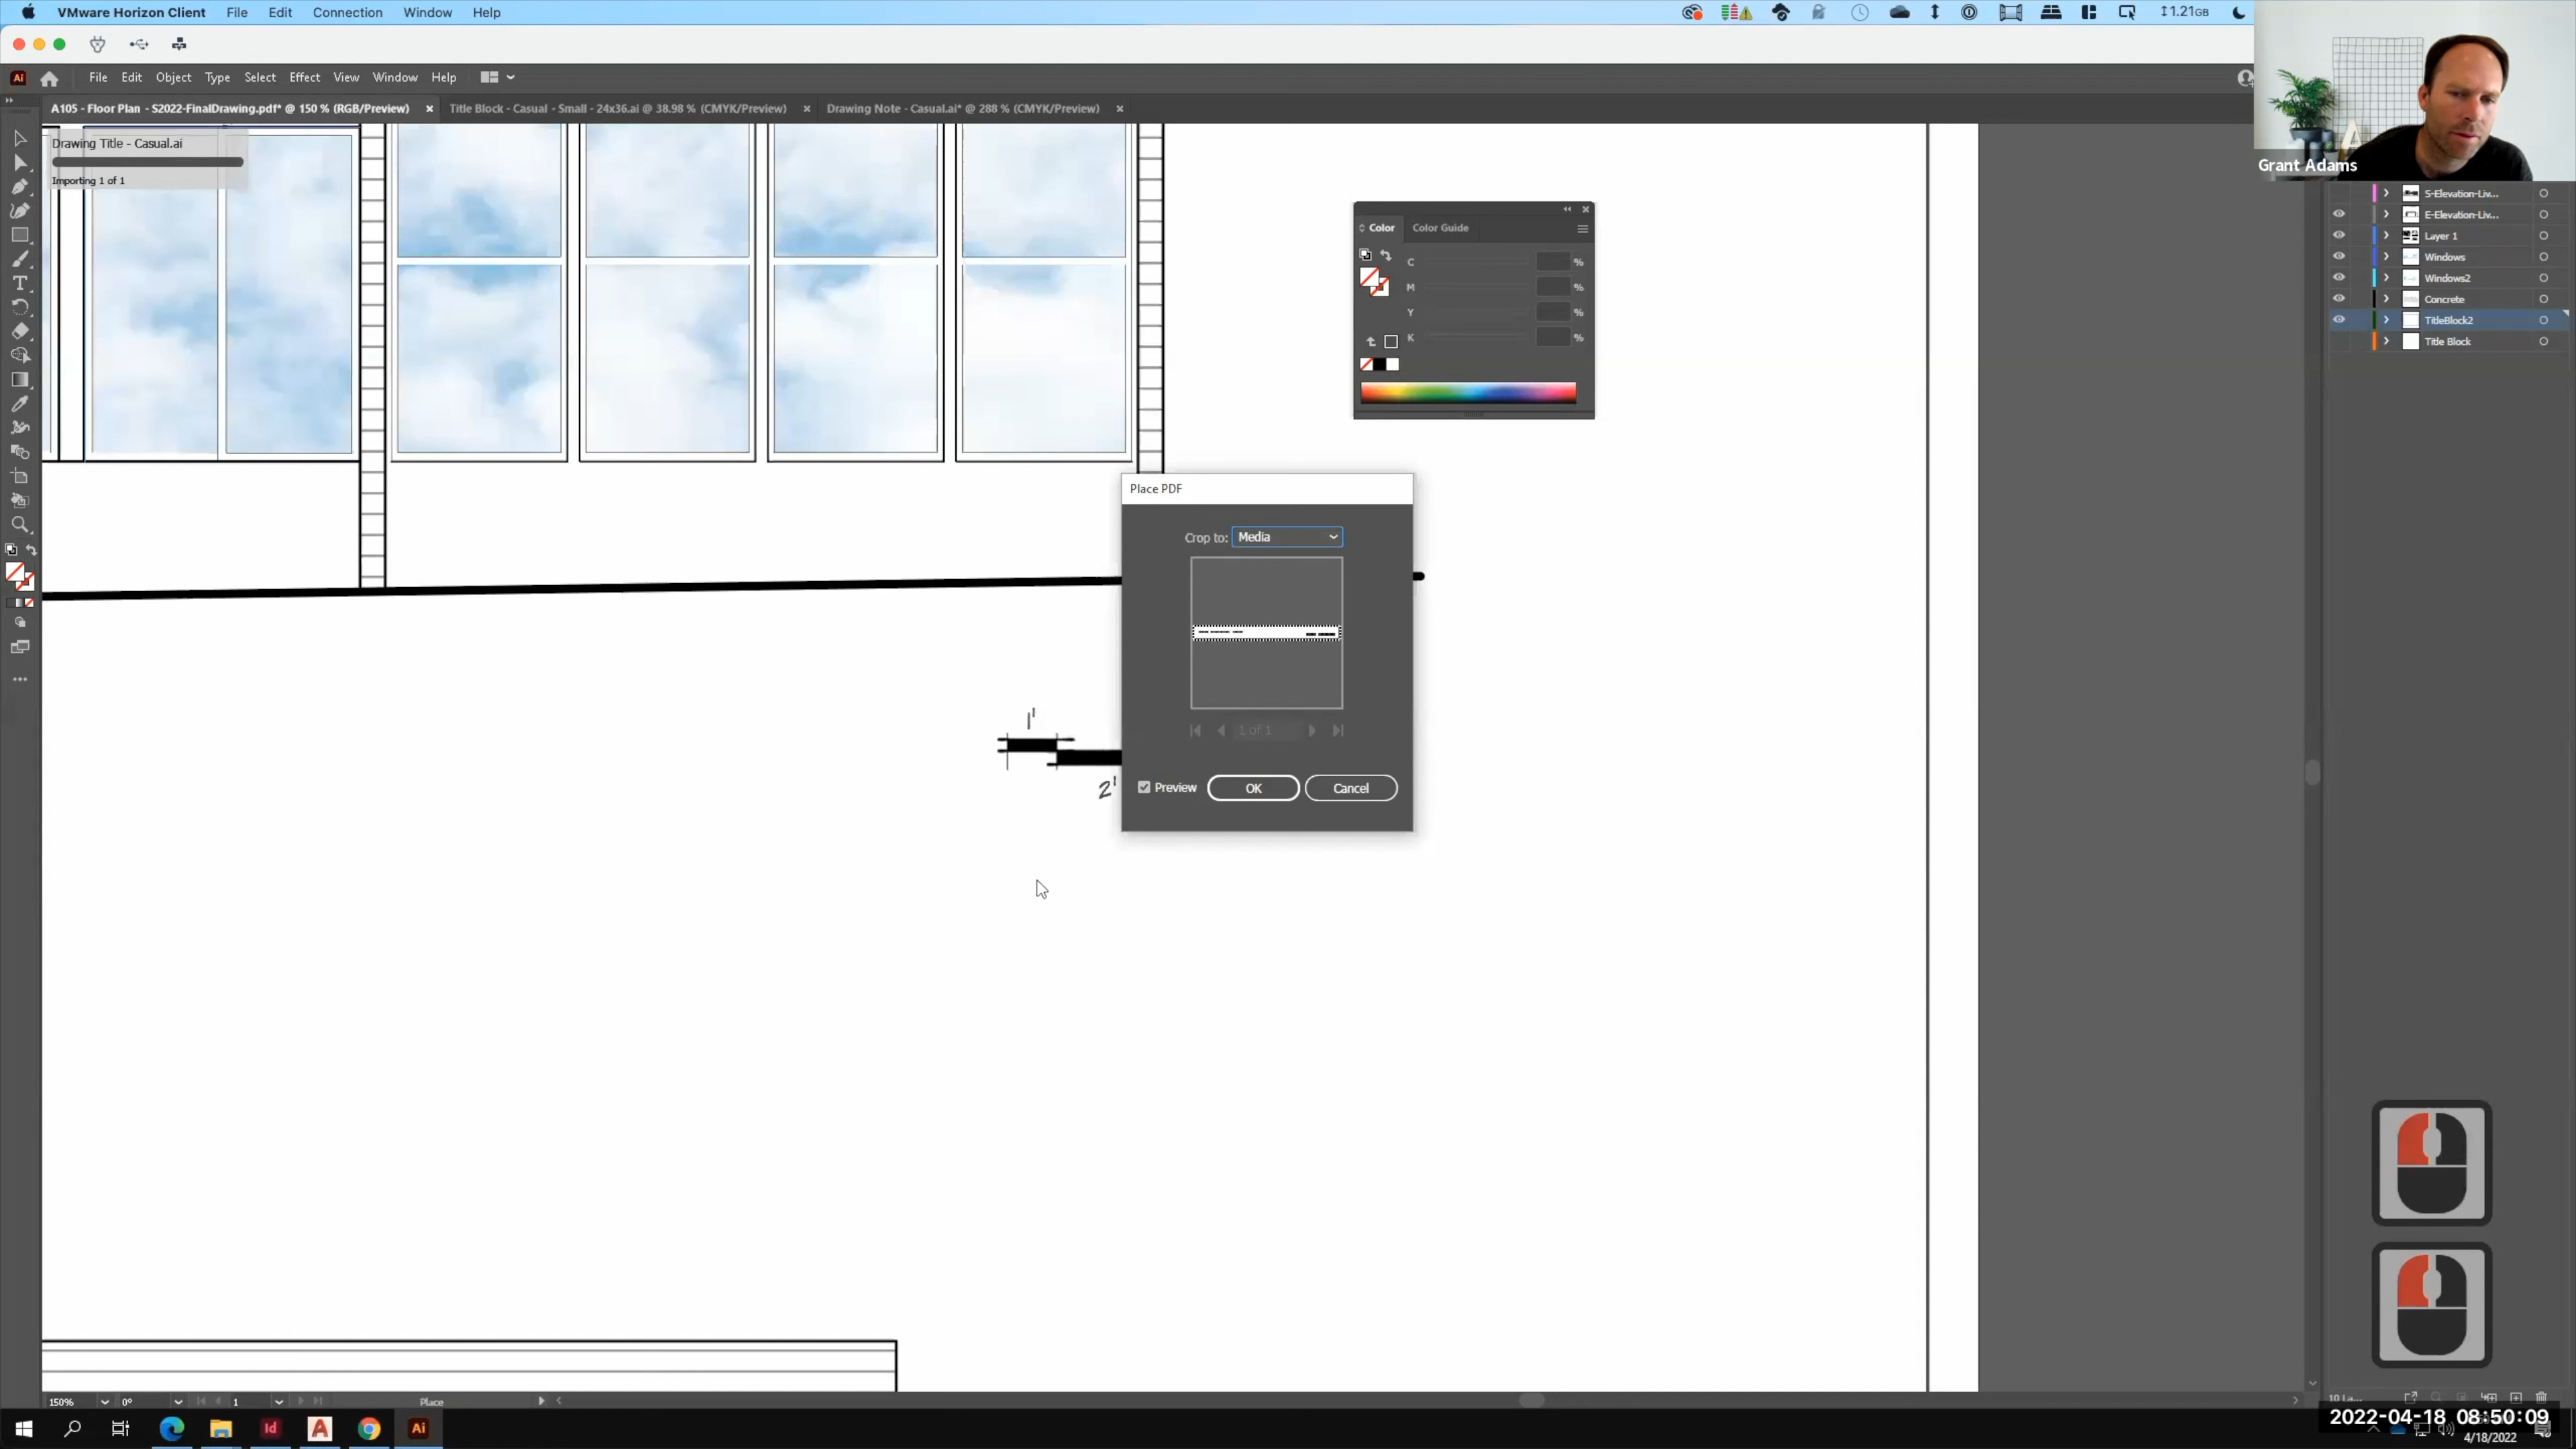 VMware Horizon Client File Edit Connection Window Help
1.21GB
Ai File Edit Object Type Select Effect View Window Help
A105 - Floor Plan - S2022-FinalDrawing.pdf* @ 150 % (RGB/Preview) × Title Block - Casual - Small - 24x36.ai @ 38.98 % (CMYK/Preview) × Drawing Note - Casual.ai* @ 288 % (CMYK/Preview) ×
Drawing Title - Casual.ai
Importing 1 of 1
Grant Adams
S-Elevation-Liv...
E-Elevation-Liv...
Layer 1
Windows
Windows2
Concrete
TitleBlock2
Title Block
Color Color Guide
C %
M %
Y %
K %
Place PDF
Crop to: Media
1 of 1
Preview OK Cancel
1'
2'
150% 0° 1 Place
Id A Ai
2022-04-18 08:50:09
4/18/2022